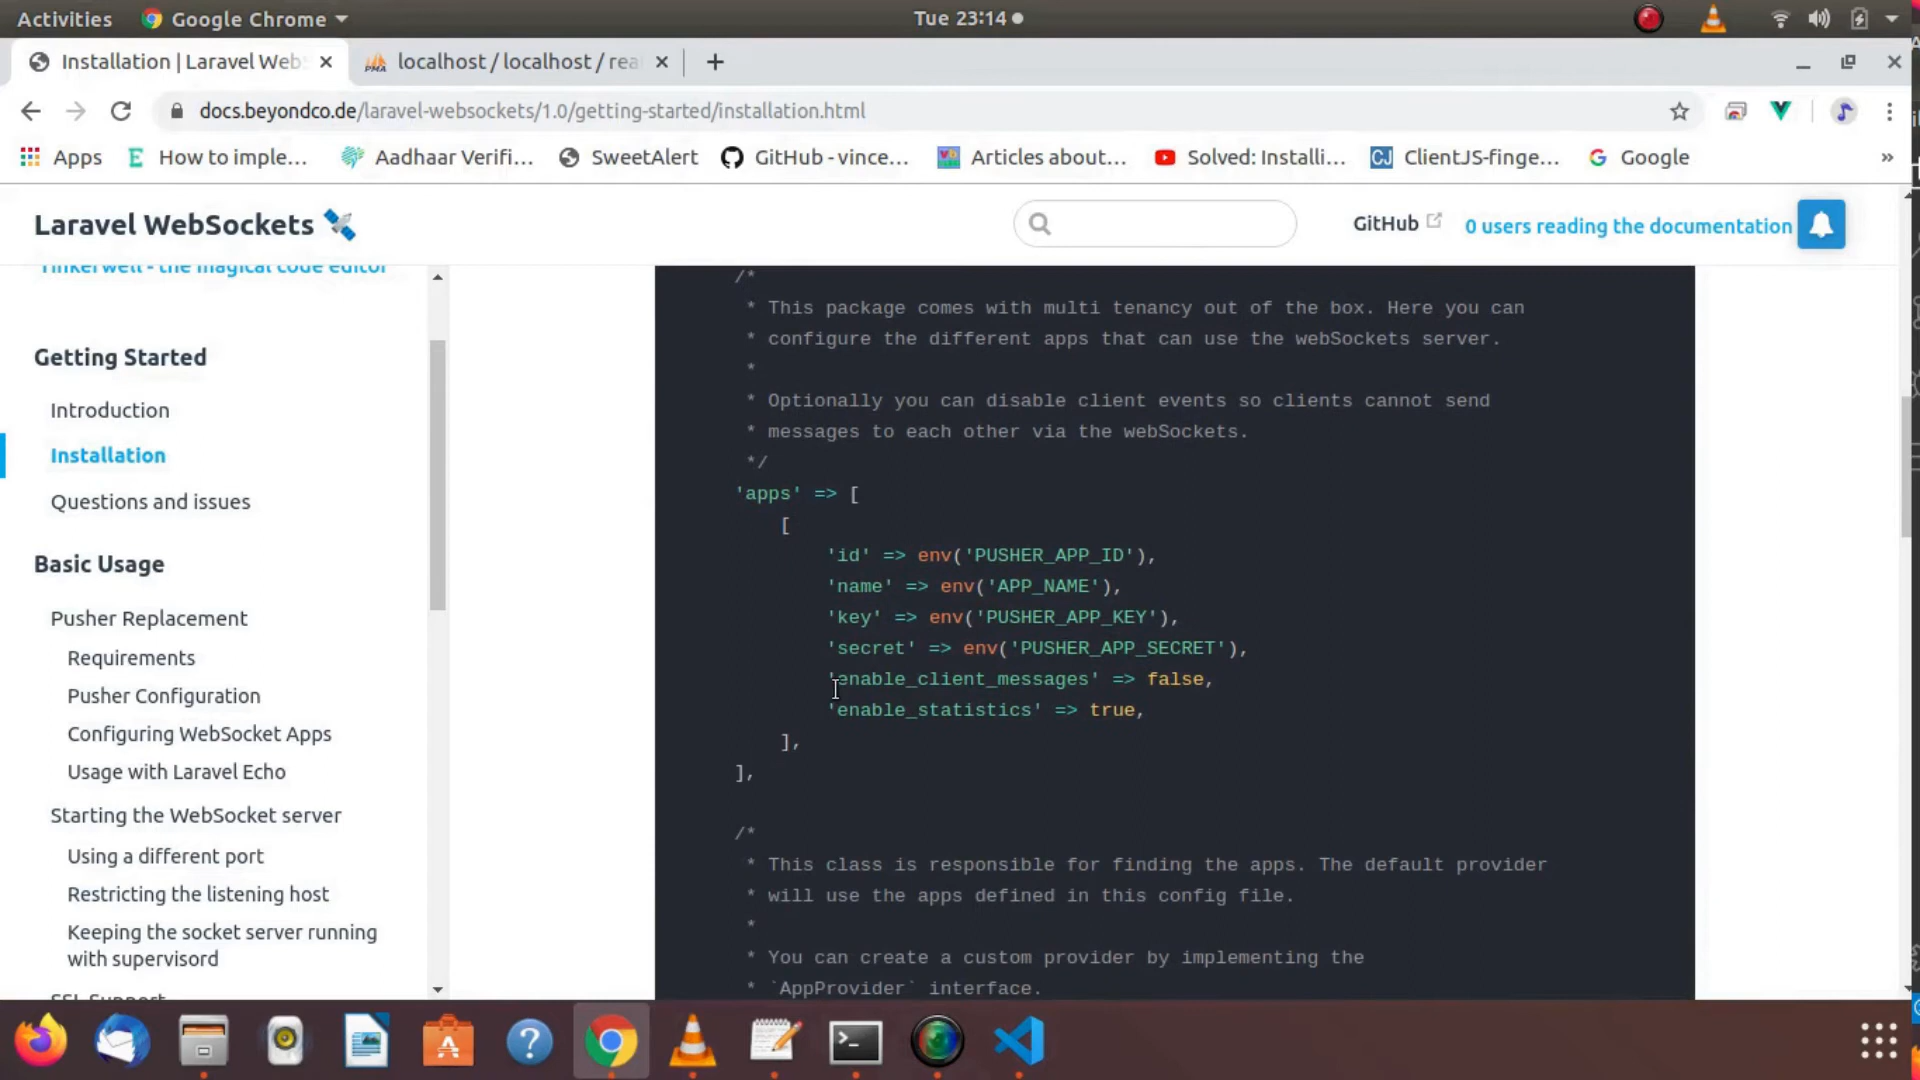 Activities
Google Chrome
Tue 23:14
Installation | Laravel Web
localhost / localhost / rea
docs.beyondco.de/laravel-websockets/1.0/getting-started/installation.html
Apps
How to imple...
Aadhaar Verifi...
SweetAlert
GitHub - vince...
Articles about...
Solved: Installi...
CJ
ClientJS-finge...
Google
»
Laravel WebSockets
GitHub
0 users reading the documentation
Tinkerwell - the magical code editor
Getting Started
Introduction
Installation
Questions and issues
Basic Usage
Pusher Replacement
Requirements
Pusher Configuration
Configuring WebSocket Apps
Usage with Laravel Echo
Starting the WebSocket server
Using a different port
Restricting the listening host
Keeping the socket server running
with supervisord
SSL Support
/*
* This package comes with multi tenancy out of the box. Here you can
* configure the different apps that can use the webSockets server.
*
* Optionally you can disable client events so clients cannot send
* messages to each other via the webSockets.
*/
'apps' => [
[
'id' => env('PUSHER_APP_ID'),
'name' => env('APP_NAME'),
'key' => env('PUSHER_APP_KEY'),
'secret' => env('PUSHER_APP_SECRET'),
'enable_client_messages' => false,
'enable_statistics' => true,
],
],
/*
* This class is responsible for finding the apps. The default provider
* will use the apps defined in this config file.
*
* You can create a custom provider by implementing the
* `AppProvider` interface.